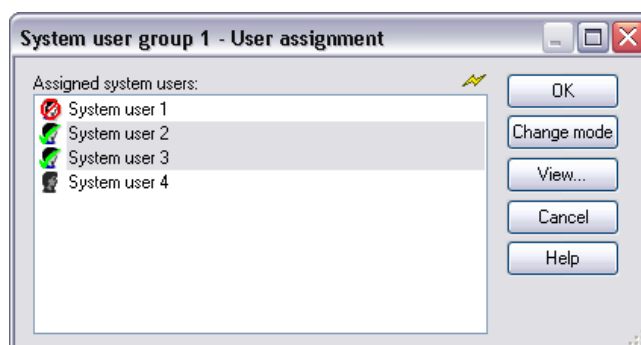 System user group 1 - User assignment
Assigned system users:
System user 1
System user 2
System user 3
System user 4
OK
Change mode
View...
Cancel
Help